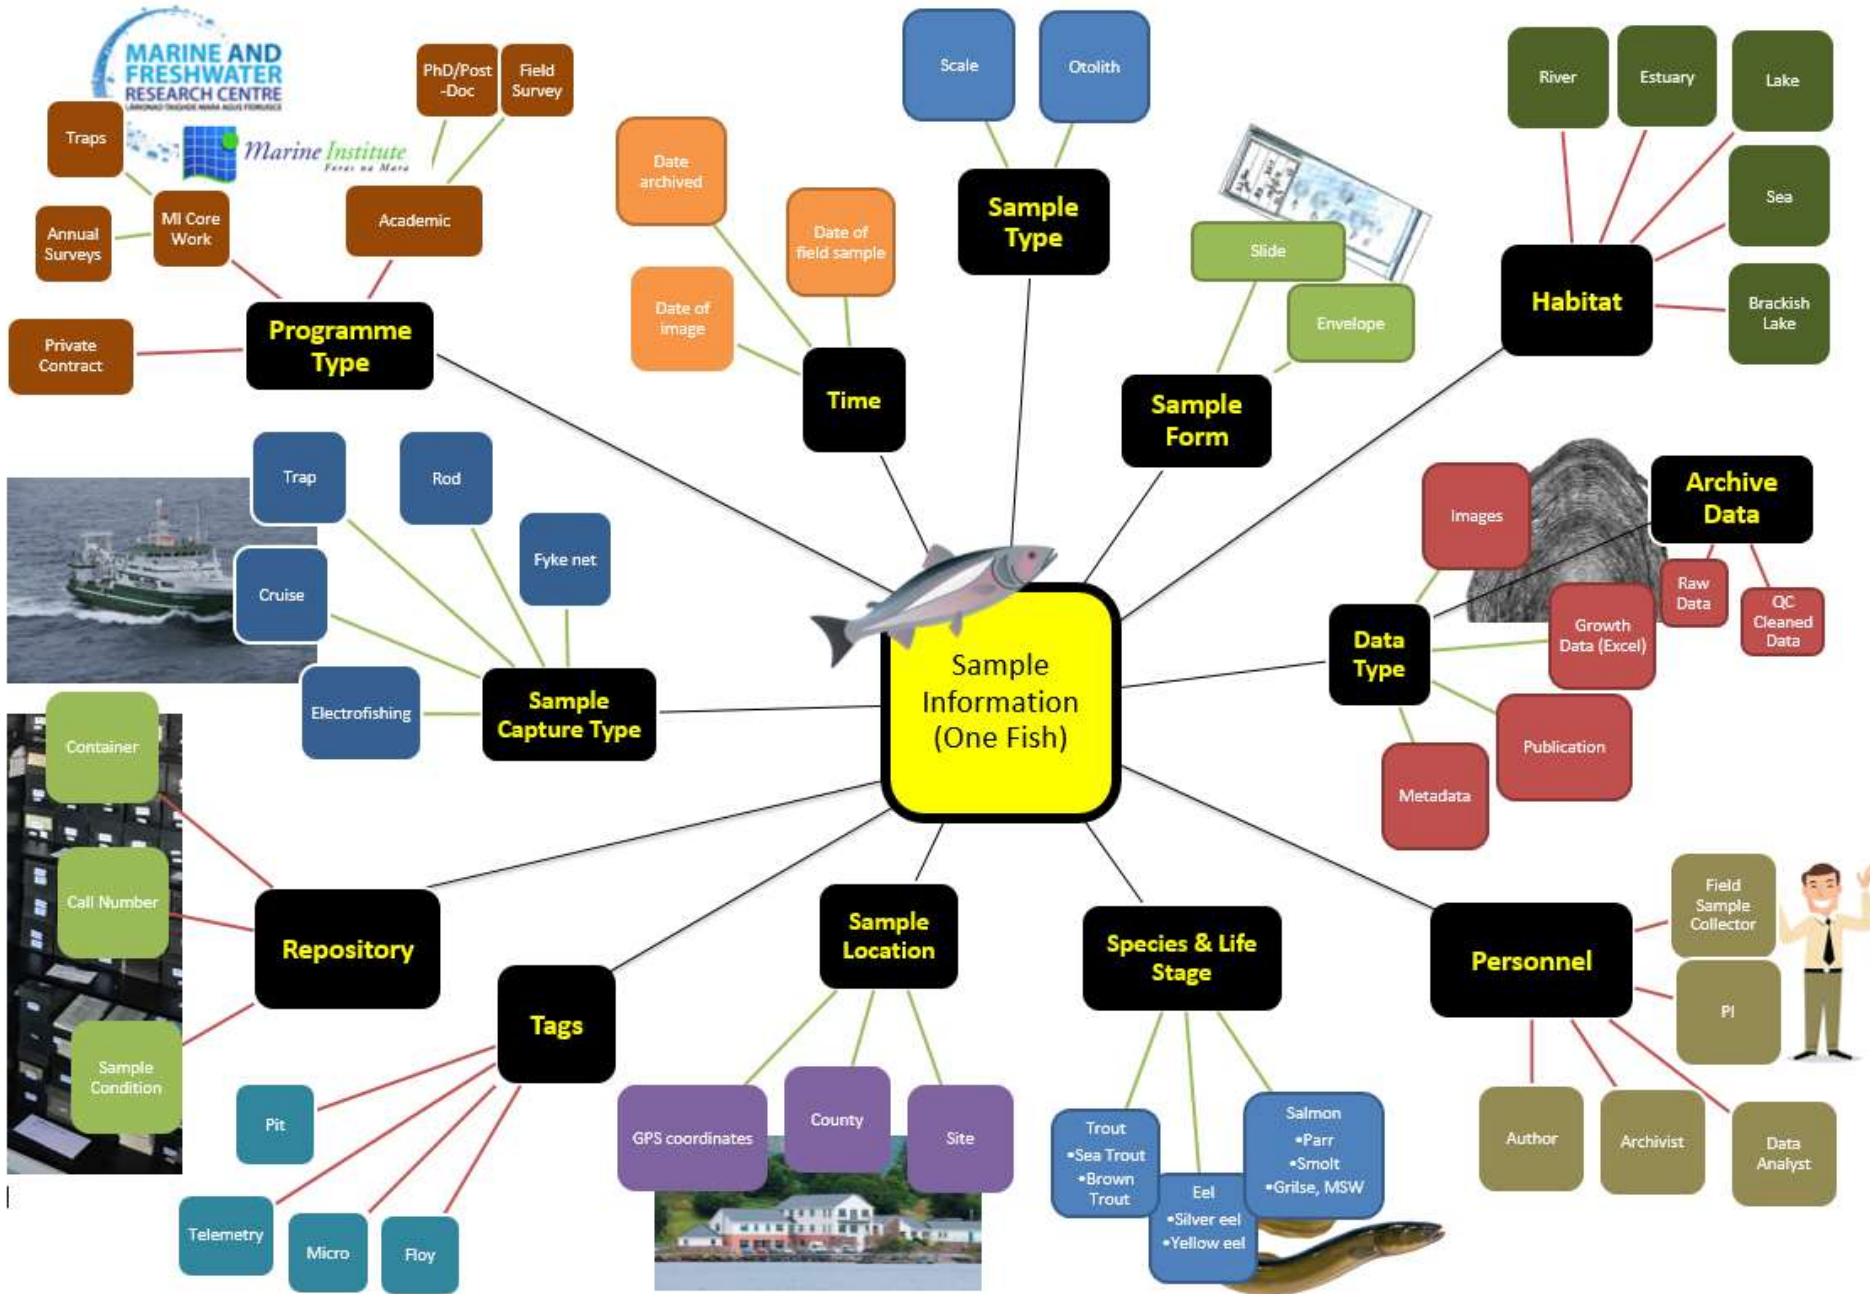 MARINE AND
FRESHWATER
RESEARCH CENTRE
Marine Institute
Foras na Mara
PhD/Post
-Doc
Field
Survey
Traps
Annual
Surveys
MI Core
Work
Academic
Private
Contract
Programme
Type
Date
archived
Date of
field sample
Date of
image
Time
Scale
Otolith
Sample
Type
Slide
Envelope
Sample
Form
River
Estuary
Lake
Sea
Brackish
Lake
Habitat
Trap
Rod
Fyke net
Cruise
Electrofishing
Sample
Capture Type
Sample
Information
(One Fish)
Images
Growth
Data (Excel)
Publication
Metadata
Data
Type
Archive
Data
Raw
Data
QC
Cleaned
Data
Container
Call Number
Sample
Condition
Repository
Tags
Pit
Telemetry
Micro
Floy
Sample
Location
GPS coordinates
County
Site
Species & Life
Stage
Trout
•Sea Trout
•Brown
Trout
Eel
•Silver eel
•Yellow eel
Salmon
•Parr
•Smolt
•Grilse, MSW
Personnel
Field
Sample
Collector
PI
Author
Archivist
Data
Analyst